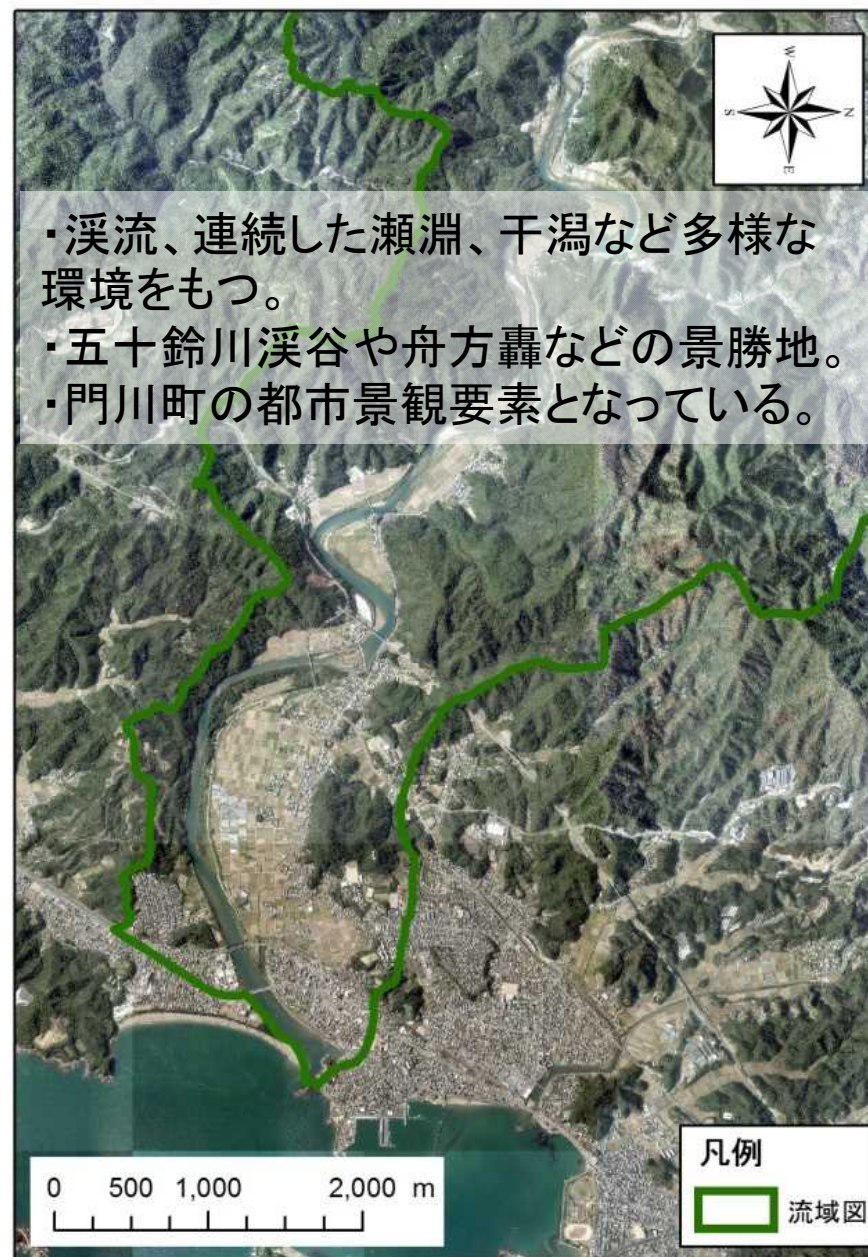 W
S
N
E
・渓流、連続した瀬淵、干潟など多様な
環境をもつ。
・五十鈴川渓谷や舟方轟などの景勝地。
・門川町の都市景観要素となっている。
凡例
流域図
0 500 1,000 2,000 m